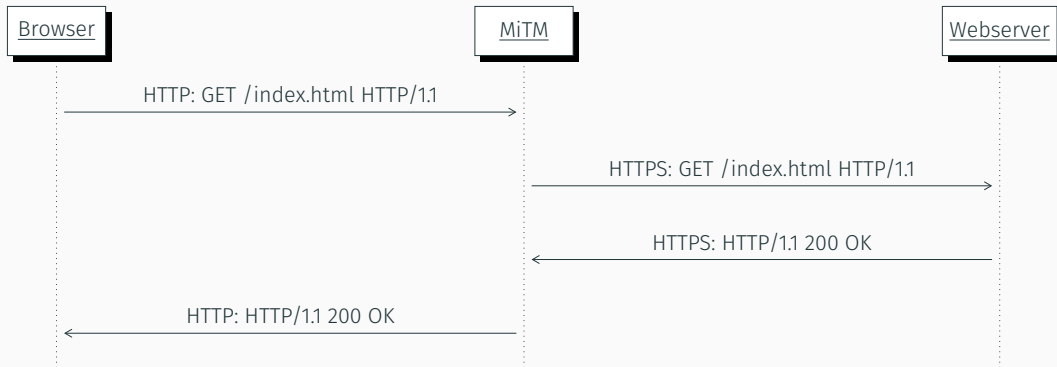 Browser
MiTM
Webserver
HTTP: GET /index.html HTTP/1.1
HTTPS: GET /index.html HTTP/1.1
HTTPS: HTTP/1.1 200 OK
HTTP: HTTP/1.1 200 OK